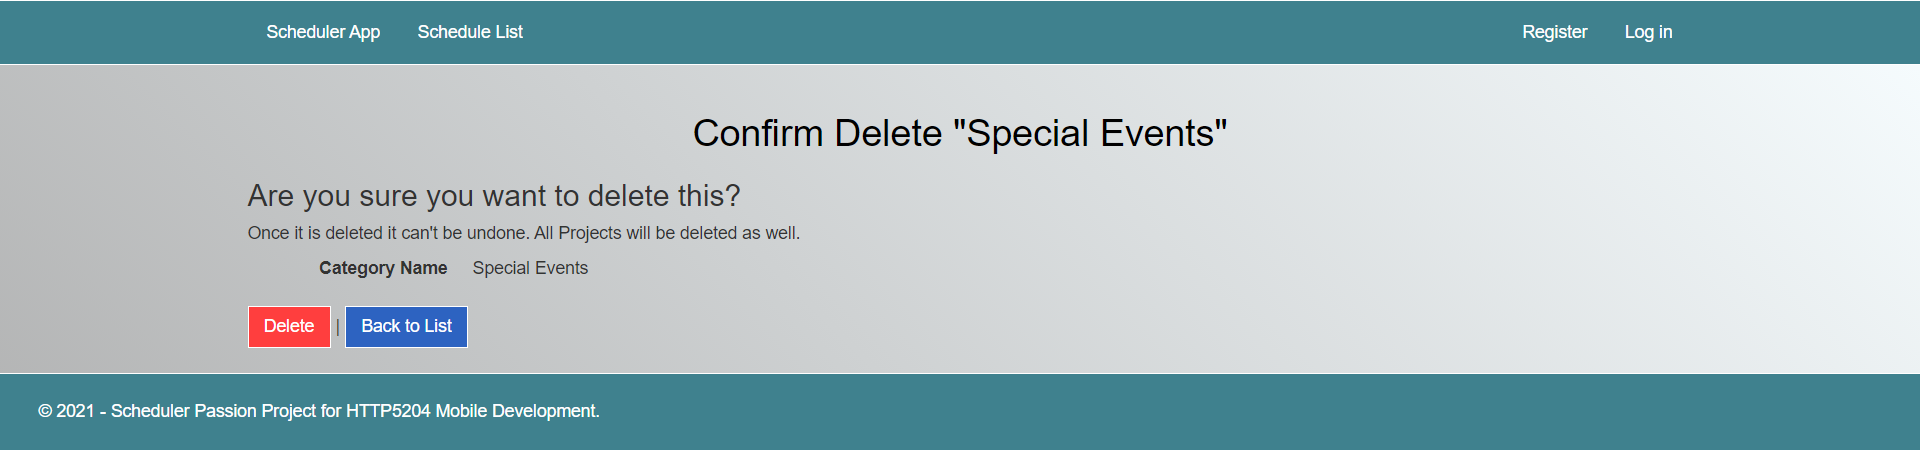 Scheduler App Schedule List Register Log in
Confirm Delete "Special Events"
Are you sure you want to delete this?
Once it is deleted it can't be undone. All Projects will be deleted as well.
Category Name Special Events
Delete | Back to List
© 2021 - Scheduler Passion Project for HTTP5204 Mobile Development.